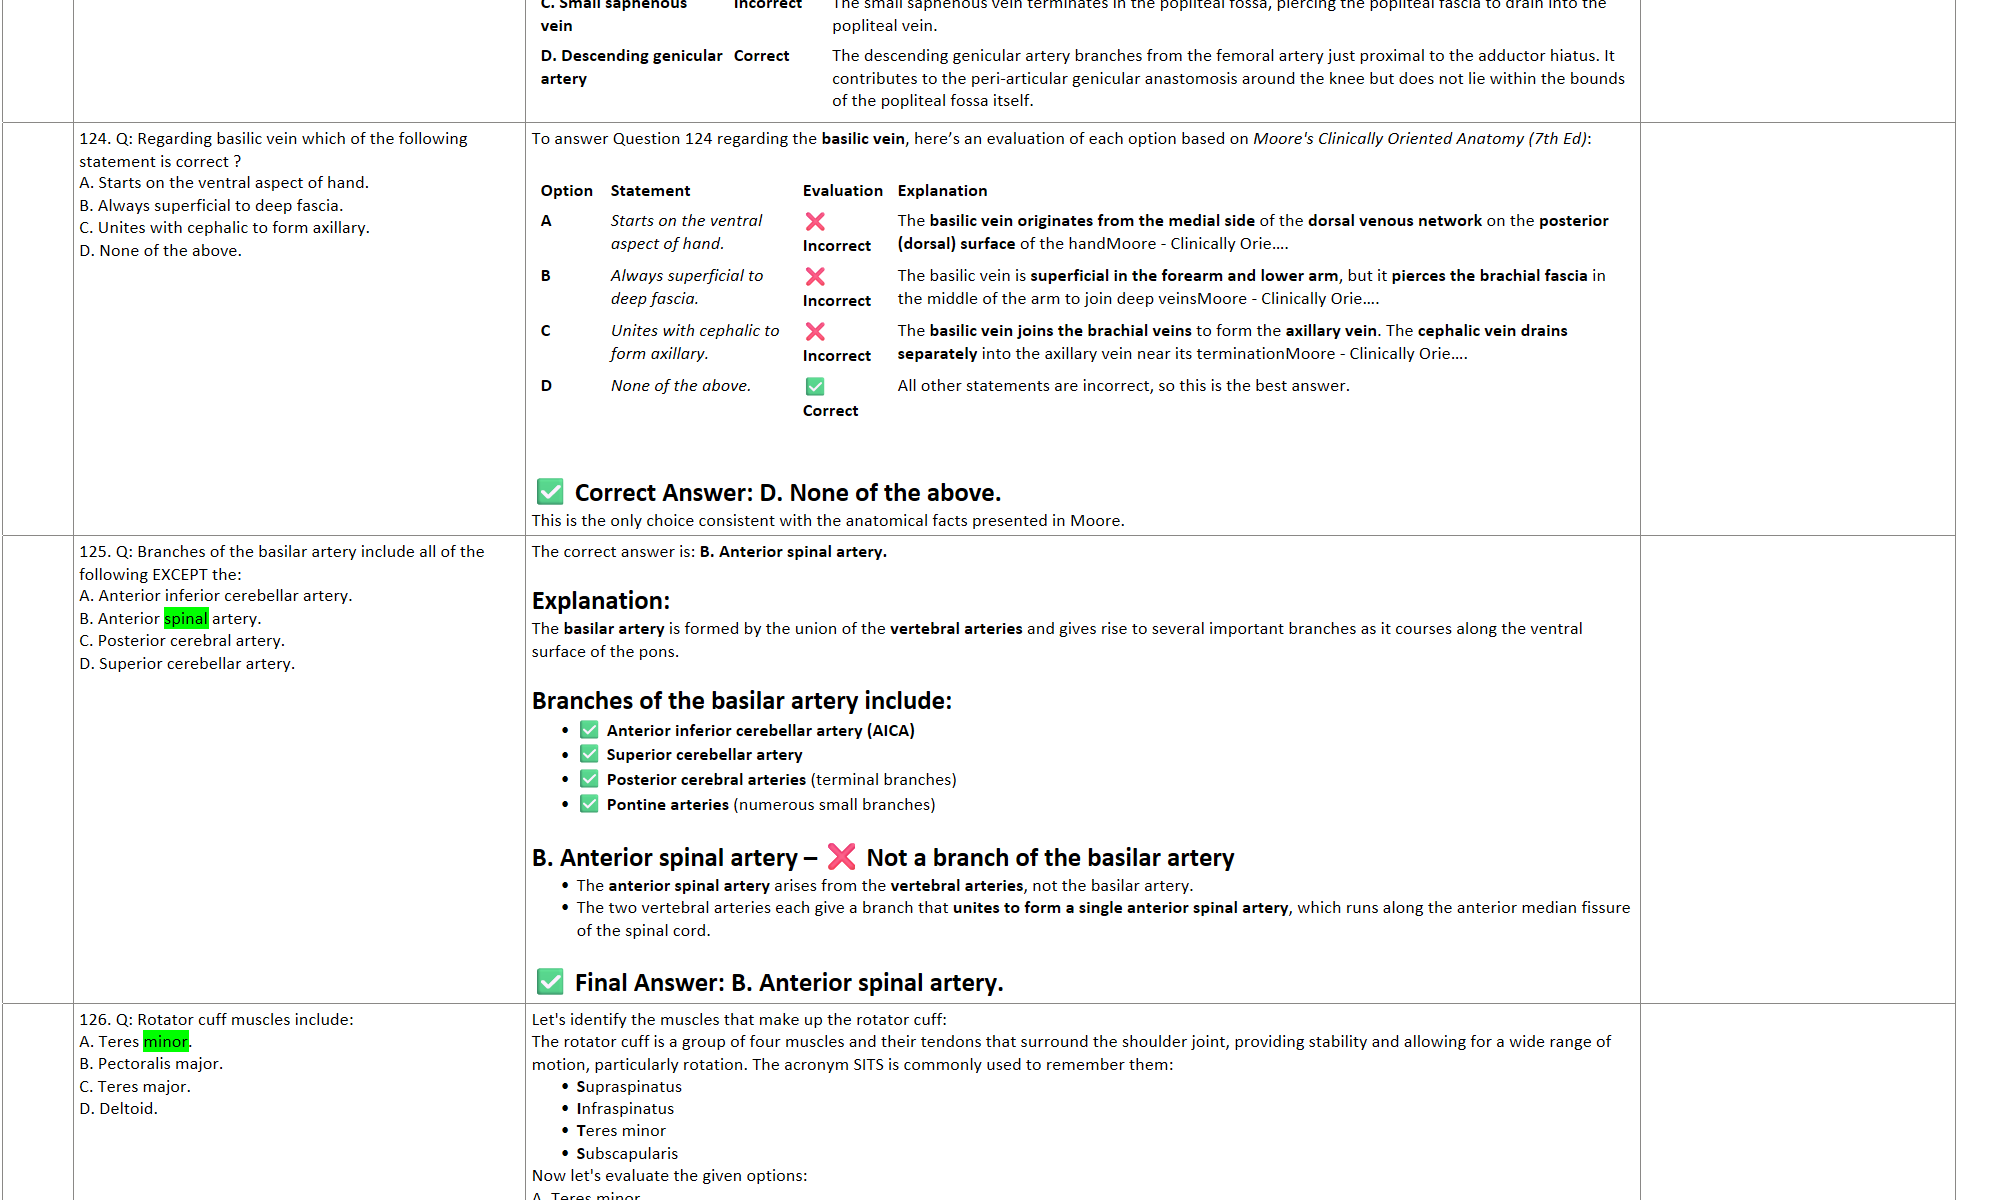 C. Small saphenous Incorrect The small saphenous vein terminates in the popliteal fossa, piercing the popliteal fascia to drain into the
vein popliteal vein.
D. Descending genicular Correct The descending genicular artery branches from the femoral artery just proximal to the adductor hiatus. It
artery contributes to the peri-articular genicular anastomosis around the knee but does not lie within the bounds
of the popliteal fossa itself.
124. Q: Regarding basilic vein which of the following
statement is correct ?
A. Starts on the ventral aspect of hand.
B. Always superficial to deep fascia.
C. Unites with cephalic to form axillary.
D. None of the above.
To answer Question 124 regarding the basilic vein, here’s an evaluation of each option based on Moore's Clinically Oriented Anatomy (7th Ed):
Option Statement Evaluation Explanation
A Starts on the ventral ❌ The basilic vein originates from the medial side of the dorsal venous network on the posterior
aspect of hand. Incorrect (dorsal) surface of the handMoore - Clinically Orie....
B Always superficial to ❌ The basilic vein is superficial in the forearm and lower arm, but it pierces the brachial fascia in
deep fascia. Incorrect the middle of the arm to join deep veinsMoore - Clinically Orie....
C Unites with cephalic to ❌ The basilic vein joins the brachial veins to form the axillary vein. The cephalic vein drains
form axillary. Incorrect separately into the axillary vein near its terminationMoore - Clinically Orie....
D None of the above. ✅ All other statements are incorrect, so this is the best answer.
Correct
✅ Correct Answer: D. None of the above.
This is the only choice consistent with the anatomical facts presented in Moore.
125. Q: Branches of the basilar artery include all of the
following EXCEPT the:
A. Anterior inferior cerebellar artery.
B. Anterior spinal artery.
C. Posterior cerebral artery.
D. Superior cerebellar artery.
The correct answer is: B. Anterior spinal artery.
Explanation:
The basilar artery is formed by the union of the vertebral arteries and gives rise to several important branches as it courses along the ventral
surface of the pons.
Branches of the basilar artery include:
• ✅ Anterior inferior cerebellar artery (AICA)
• ✅ Superior cerebellar artery
• ✅ Posterior cerebral arteries (terminal branches)
• ✅ Pontine arteries (numerous small branches)
B. Anterior spinal artery – ❌ Not a branch of the basilar artery
• The anterior spinal artery arises from the vertebral arteries, not the basilar artery.
• The two vertebral arteries each give a branch that unites to form a single anterior spinal artery, which runs along the anterior median fissure
of the spinal cord.
✅ Final Answer: B. Anterior spinal artery.
126. Q: Rotator cuff muscles include:
A. Teres minor.
B. Pectoralis major.
C. Teres major.
D. Deltoid.
Let's identify the muscles that make up the rotator cuff:
The rotator cuff is a group of four muscles and their tendons that surround the shoulder joint, providing stability and allowing for a wide range of
motion, particularly rotation. The acronym SITS is commonly used to remember them:
• Supraspinatus
• Infraspinatus
• Teres minor
• Subscapularis
Now let's evaluate the given options:
A. Teres minor